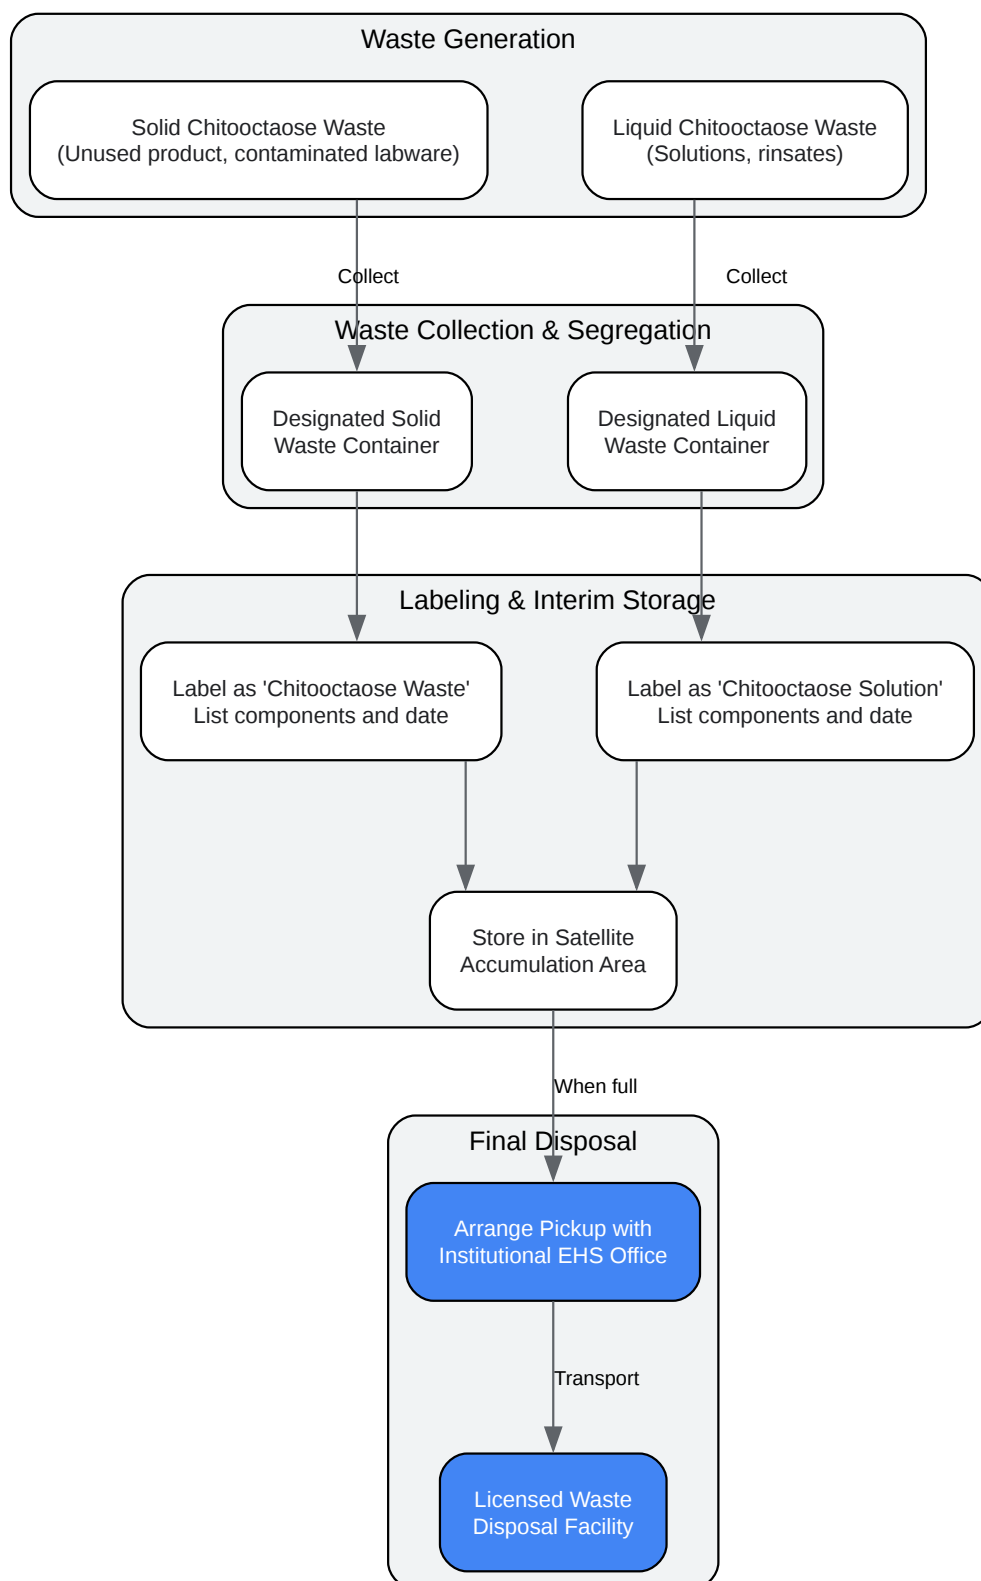 Waste Generation
Solid Chitooctaose Waste
(Unused product, contaminated labware)
Liquid Chitooctaose Waste
(Solutions, rinsates)
Collect
Collect
Waste Collection & Segregation
Designated Solid
Waste Container
Designated Liquid
Waste Container
Labeling & Interim Storage
Label as 'Chitooctaose Waste'
List components and date
Label as 'Chitooctaose Solution'
List components and date
Store in Satellite
Accumulation Area
When full
Final Disposal
Arrange Pickup with
Institutional EHS Office
Transport
Licensed Waste
Disposal Facility